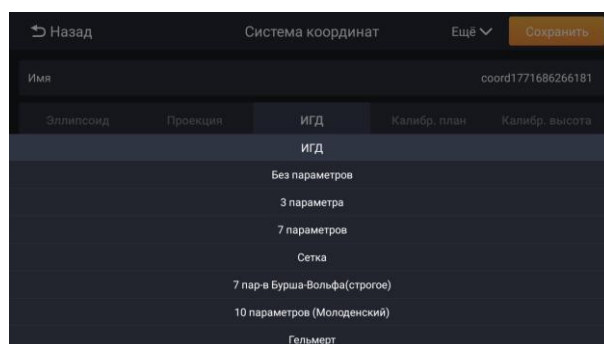 Назад Система координат Ещё Сохранить
Имя coord1771686266181
Эллипсоид Проекция ИГД Калибр. план Калибр. высота
ИГД
Без параметров
3 параметра
7 параметров
Сетка
7 пар-в Бурша-Вольфа(строгое)
10 параметров (Молоденский)
Гельмерт